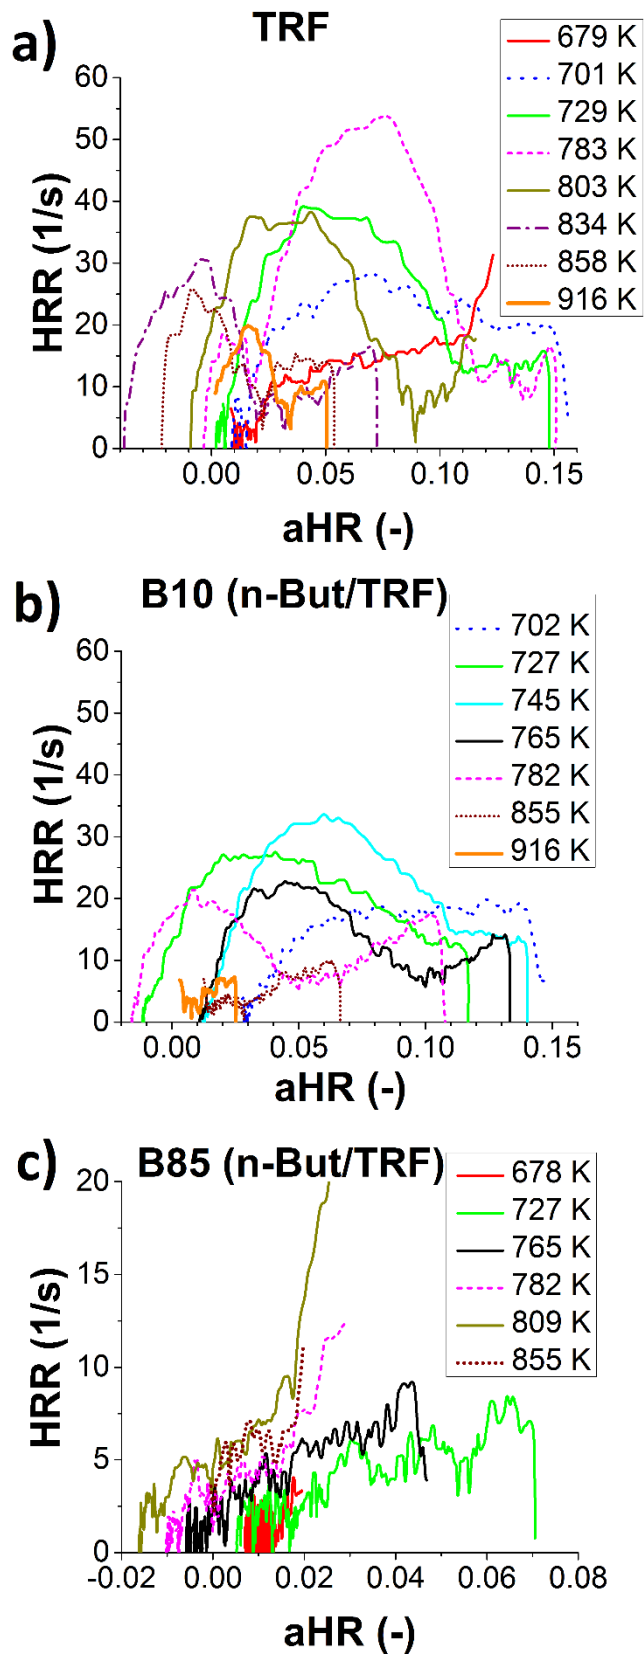 a)
TRF
679 K
701 K
729 K
783 K
803 K
834 K
858 K
916 K
60
50
40
30
20
10
0
HRR (1/s)
0.00 0.05 0.10 0.15
aHR (-)
b)
B10 (n-But/TRF)
702 K
727 K
745 K
765 K
782 K
855 K
916 K
60
50
40
30
20
10
0
HRR (1/s)
0.00 0.05 0.10 0.15
aHR (-)
c)
B85 (n-But/TRF)
678 K
727 K
765 K
782 K
809 K
855 K
20
15
10
5
0
HRR (1/s)
-0.02 0.00 0.02 0.04 0.06 0.08
aHR (-)